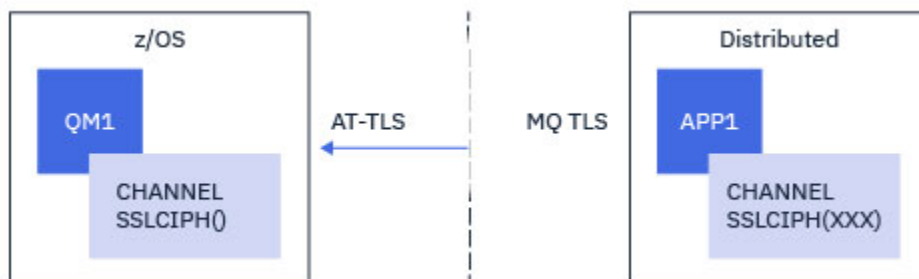 z/OS
QM1
CHANNEL
SSLCIPH()
AT-TLS
MQ TLS
Distributed
APP1
CHANNEL
SSLCIPH(XXX)